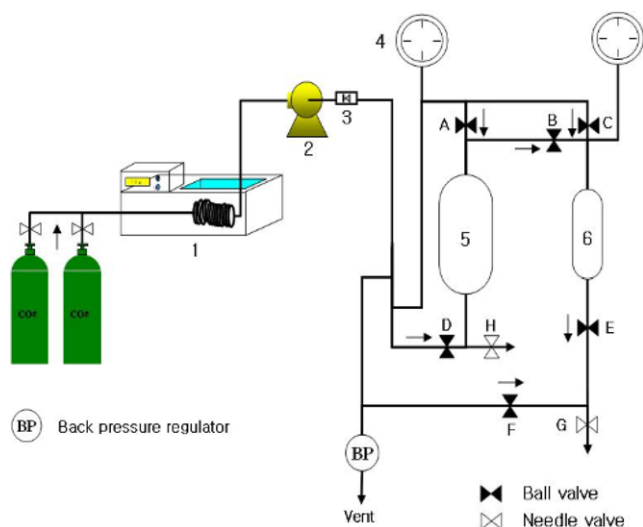 4
A
B
C
2
3
1
5
6
CO₂
CO₂
D
H
E
BP
Back pressure regulator
F
G
BP
Vent
Ball valve
Needle valve